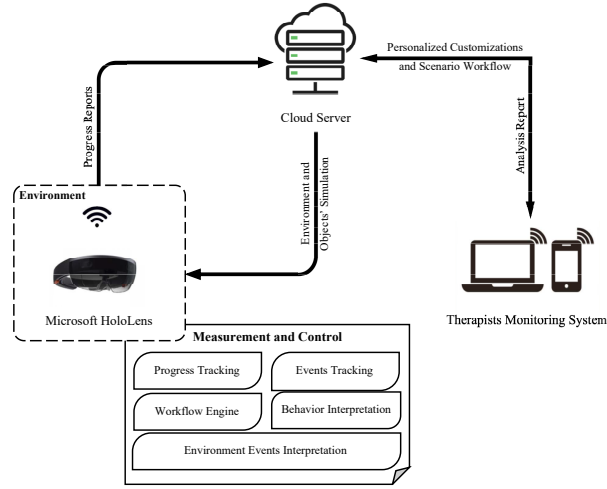 Personalized Customizations
and Scenario Workflow
Cloud Server
Progress Reports
Environment and
Objects' Simulation
Analysis Report
Environment
Microsoft HoloLens
Therapists Monitoring System
Measurement and Control
Progress Tracking
Events Tracking
Workflow Engine
Behavior Interpretation
Environment Events Interpretation